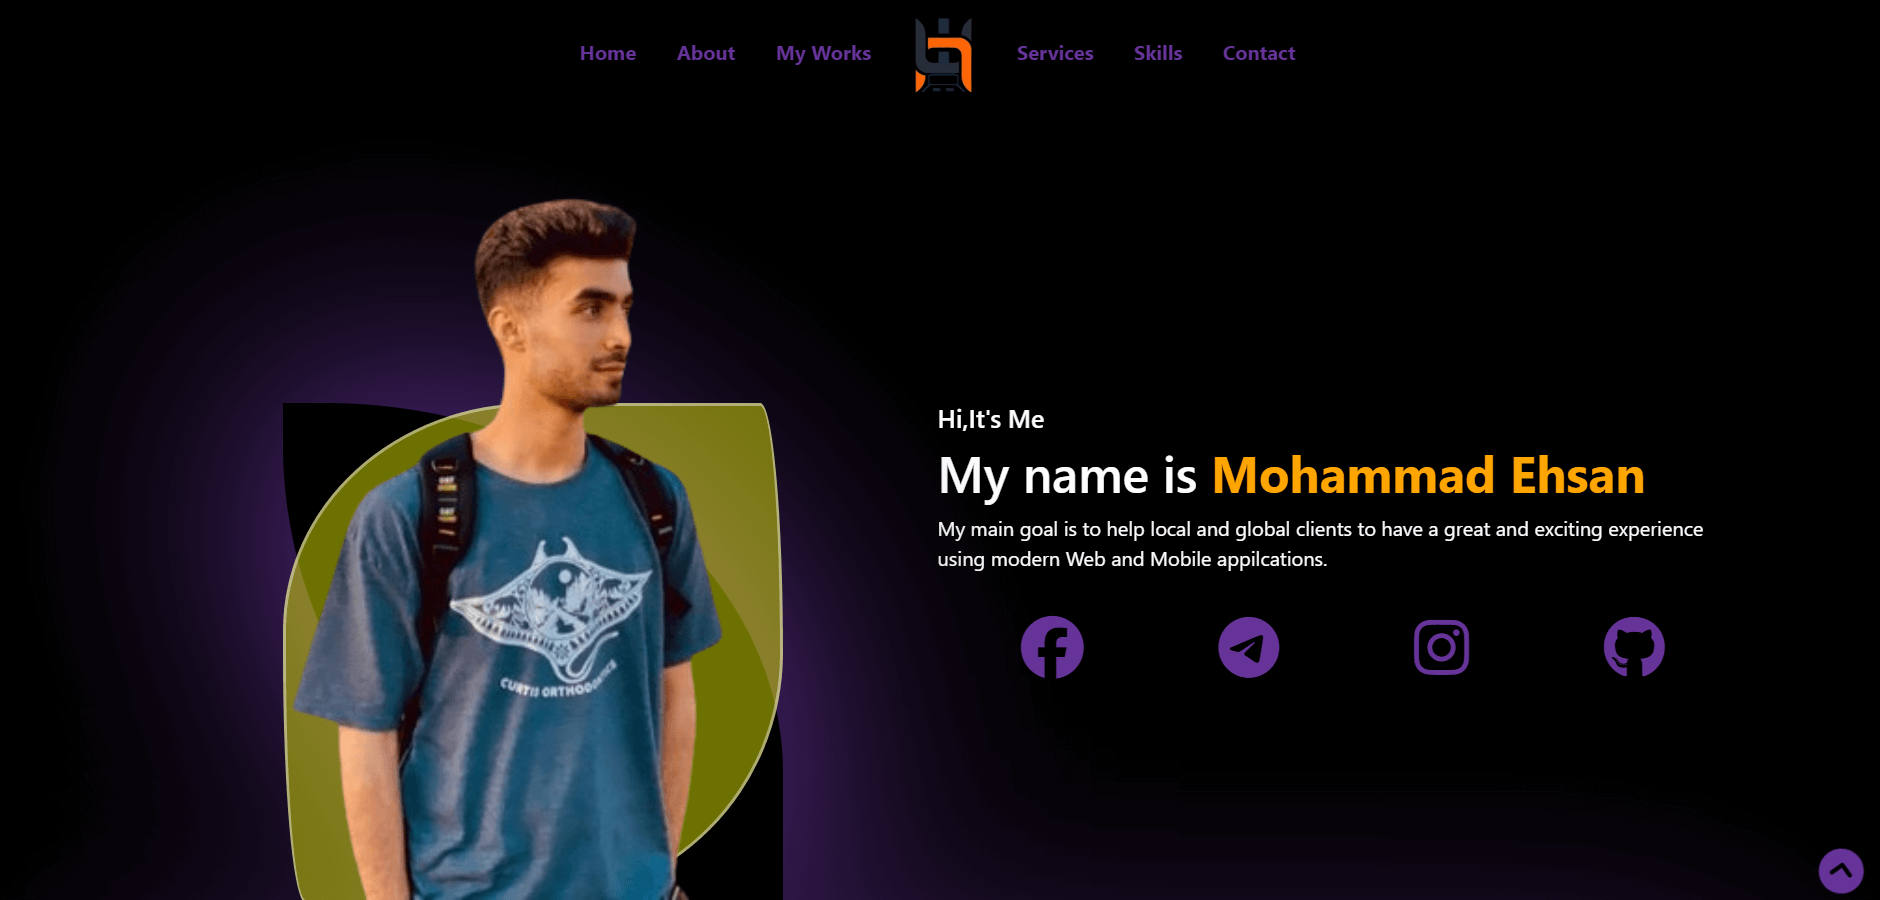 Home About My Works Services Skills Contact
Hi,It's Me
My name is Mohammad Ehsan
My main goal is to help local and global clients to have a great and exciting experience
using modern Web and Mobile appilcations.
CURTIS ORTHODONTICS